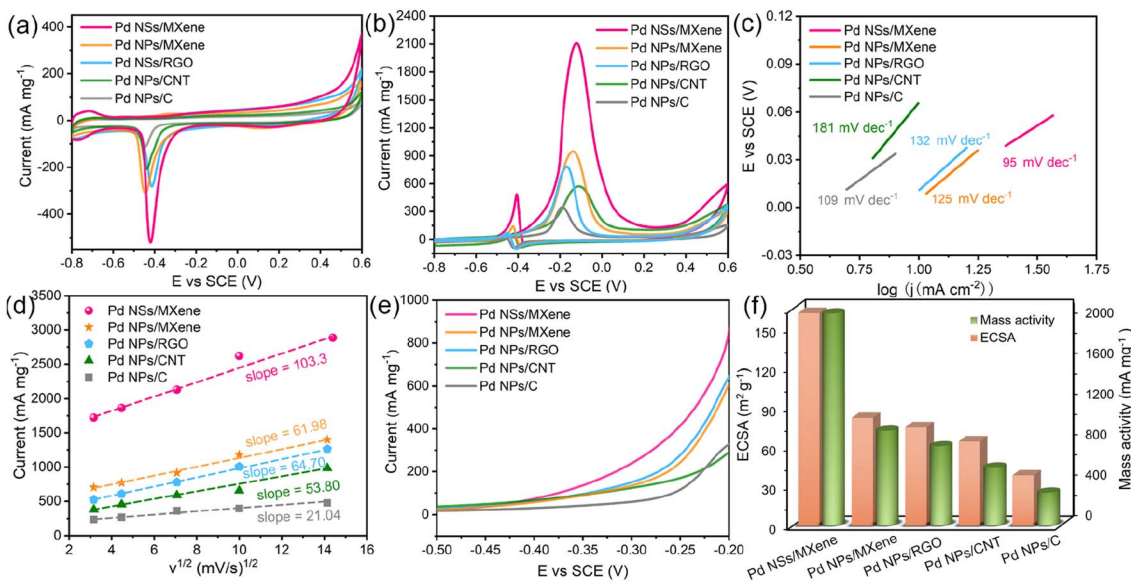 (a)
Pd NSs/MXene
Pd NPs/MXene
Pd NSs/RGO
Pd NPs/CNT
Pd NPs/C
Current (mA mg⁻¹)
400
200
0
-200
-400
-0.8 -0.6 -0.4 -0.2 0.0 0.2 0.4 0.6
E vs SCE (V)
(b)
Pd NSs/MXene
Pd NPs/MXene
Pd NPs/RGO
Pd NPs/CNT
Pd NPs/C
Current (mA mg⁻¹)
2400
2100
1800
1500
1200
900
600
300
0
-0.8 -0.6 -0.4 -0.2 0.0 0.2 0.4 0.6
E vs SCE (V)
(c)
Pd NSs/MXene
Pd NPs/MXene
Pd NPs/RGO
Pd NPs/CNT
Pd NPs/C
E vs SCE (V)
0.12
0.09
0.06
0.03
0.00
-0.03
181 mV dec⁻¹
132 mV dec⁻¹
95 mV dec⁻¹
109 mV dec⁻¹
125 mV dec⁻¹
0.50 0.75 1.00 1.25 1.50 1.75
log (j (mA cm⁻²))
(d)
Pd NSs/MXene
Pd NPs/MXene
Pd NPs/RGO
Pd NPs/CNT
Pd NPs/C
Current (mA mg⁻¹)
3500
3000
2500
2000
1500
1000
500
0
slope = 103.3
slope = 61.98
slope = 64.70
slope = 53.80
slope = 21.04
2 4 6 8 10 12 14 16
v¹/² (mV/s)¹/²
(e)
Pd NSs/MXene
Pd NPs/MXene
Pd NPs/RGO
Pd NPs/CNT
Pd NPs/C
Current (mA mg⁻¹)
1000
800
600
400
200
0
-0.50 -0.45 -0.40 -0.35 -0.30 -0.25 -0.20
E vs SCE (V)
(f)
Mass activity
ECSA
ECSA (m² g⁻¹)
150
120
90
60
30
0
Mass activity (mA mg⁻¹)
2000
1600
1200
800
400
0
Pd NSs/MXene
Pd NPs/MXene
Pd NPs/RGO
Pd NPs/CNT
Pd NPs/C